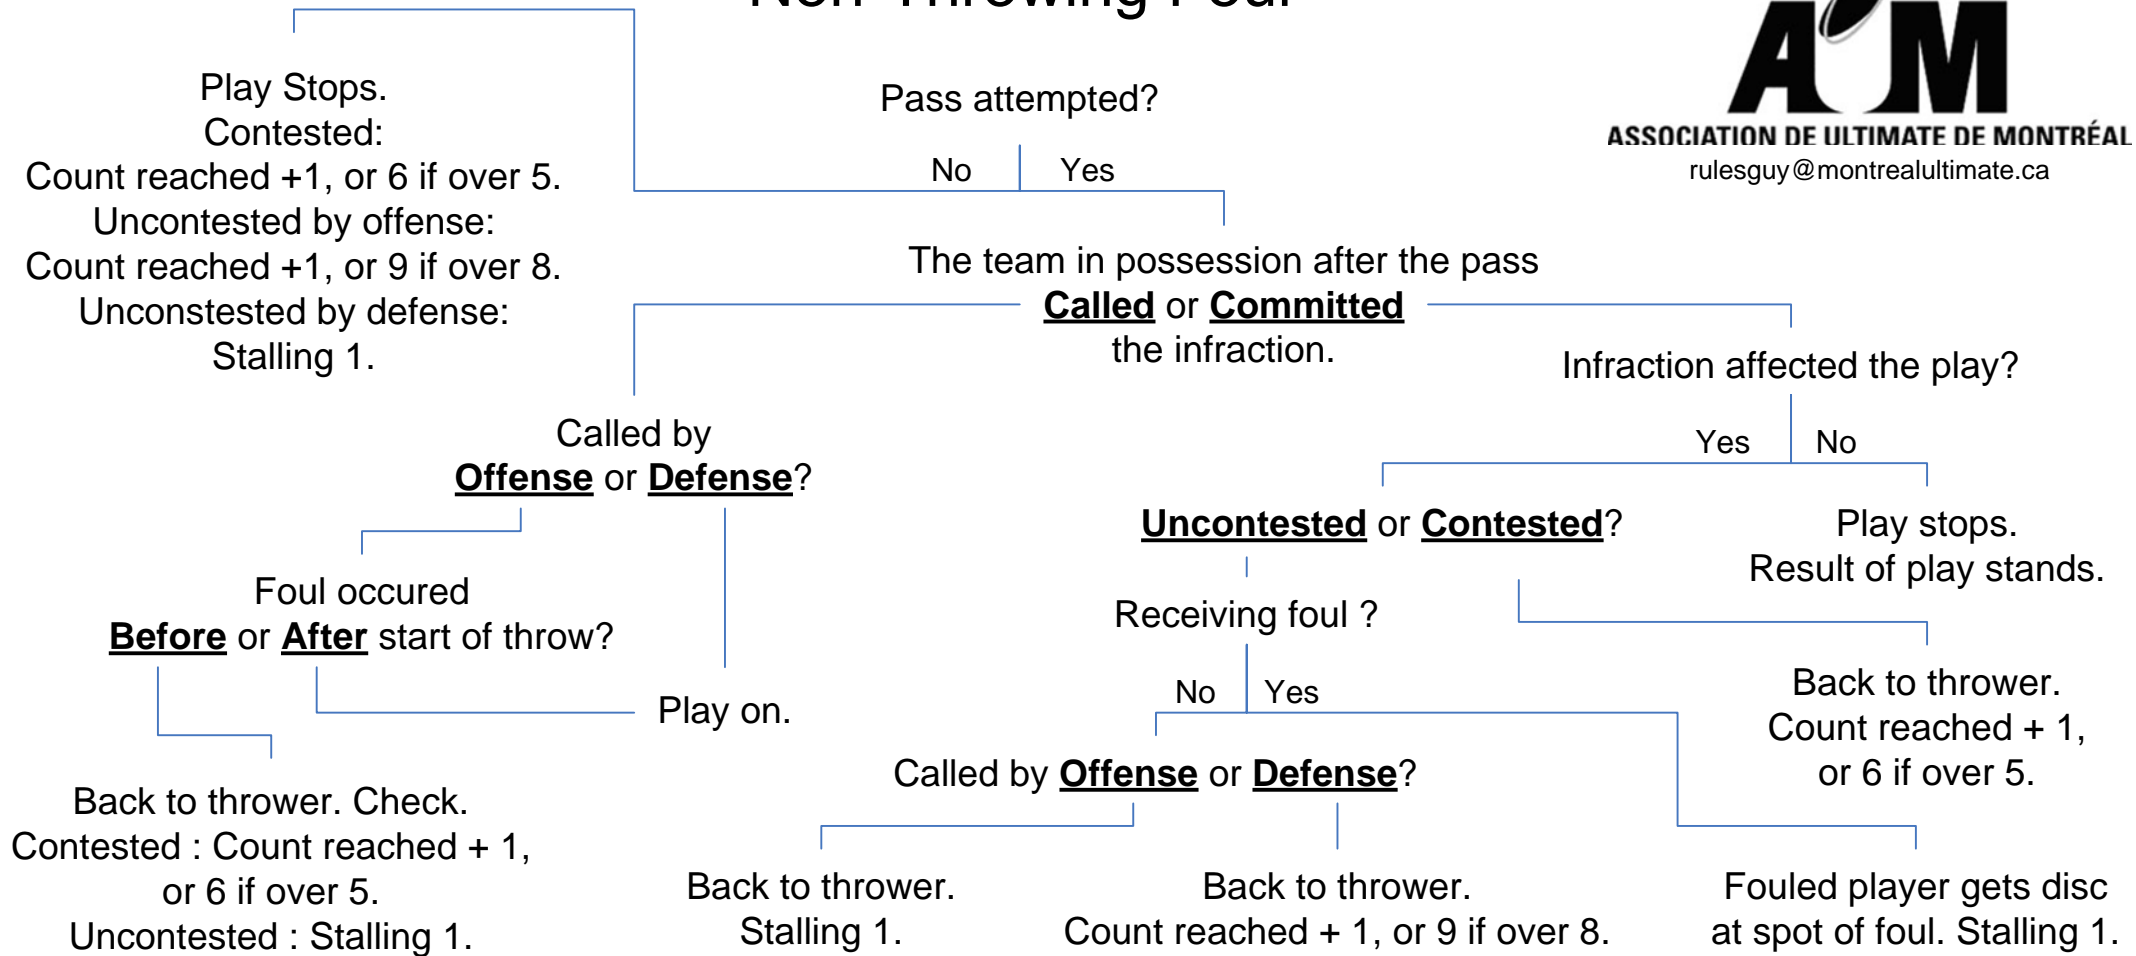 Non-Throwing Foul
Play Stops.
Contested:
Count reached +1, or 6 if over 5.
Uncontested by offense:
Count reached +1, or 9 if over 8.
Unconstested by defense:
Stalling 1.
Pass attempted?
No
Yes
AUM
ASSOCIATION DE ULTIMATE DE MONTRÉAL
rulesguy@montrealultimate.ca
The team in possession after the pass
Called or Committed
the infraction.
Infraction affected the play?
Yes
No
Called by
Offense or Defense?
Uncontested or Contested?
Play stops.
Result of play stands.
Foul occured
Before or After start of throw?
Receiving foul ?
No
Yes
Play on.
Back to thrower.
Count reached + 1,
or 6 if over 5.
Called by Offense or Defense?
Back to thrower. Check.
Contested : Count reached + 1,
or 6 if over 5.
Uncontested : Stalling 1.
Back to thrower.
Stalling 1.
Back to thrower.
Count reached + 1, or 9 if over 8.
Fouled player gets disc
at spot of foul. Stalling 1.